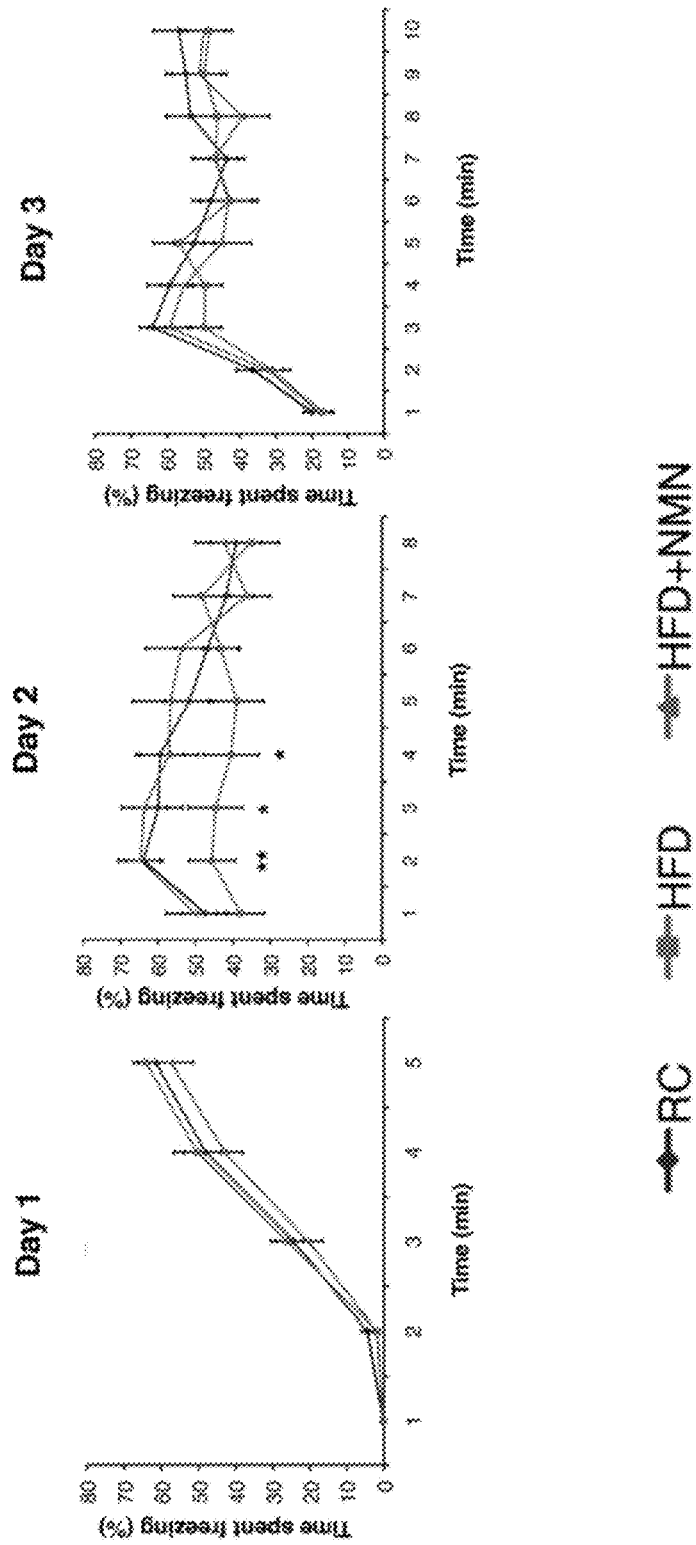 Day 1
Time spent freezing (%)
80
70
60
50
40
30
20
10
0
1 2 3 4 5
Time (min)
Day 2
Time spent freezing (%)
80
70
60
50
40
30
20
10
0
** * *
1 2 3 4 5 6 7 8
Time (min)
Day 3
Time spent freezing (%)
80
70
60
50
40
30
20
10
0
1 2 3 4 5 6 7 8 9 10
Time (min)
RC HFD HFD+NMN